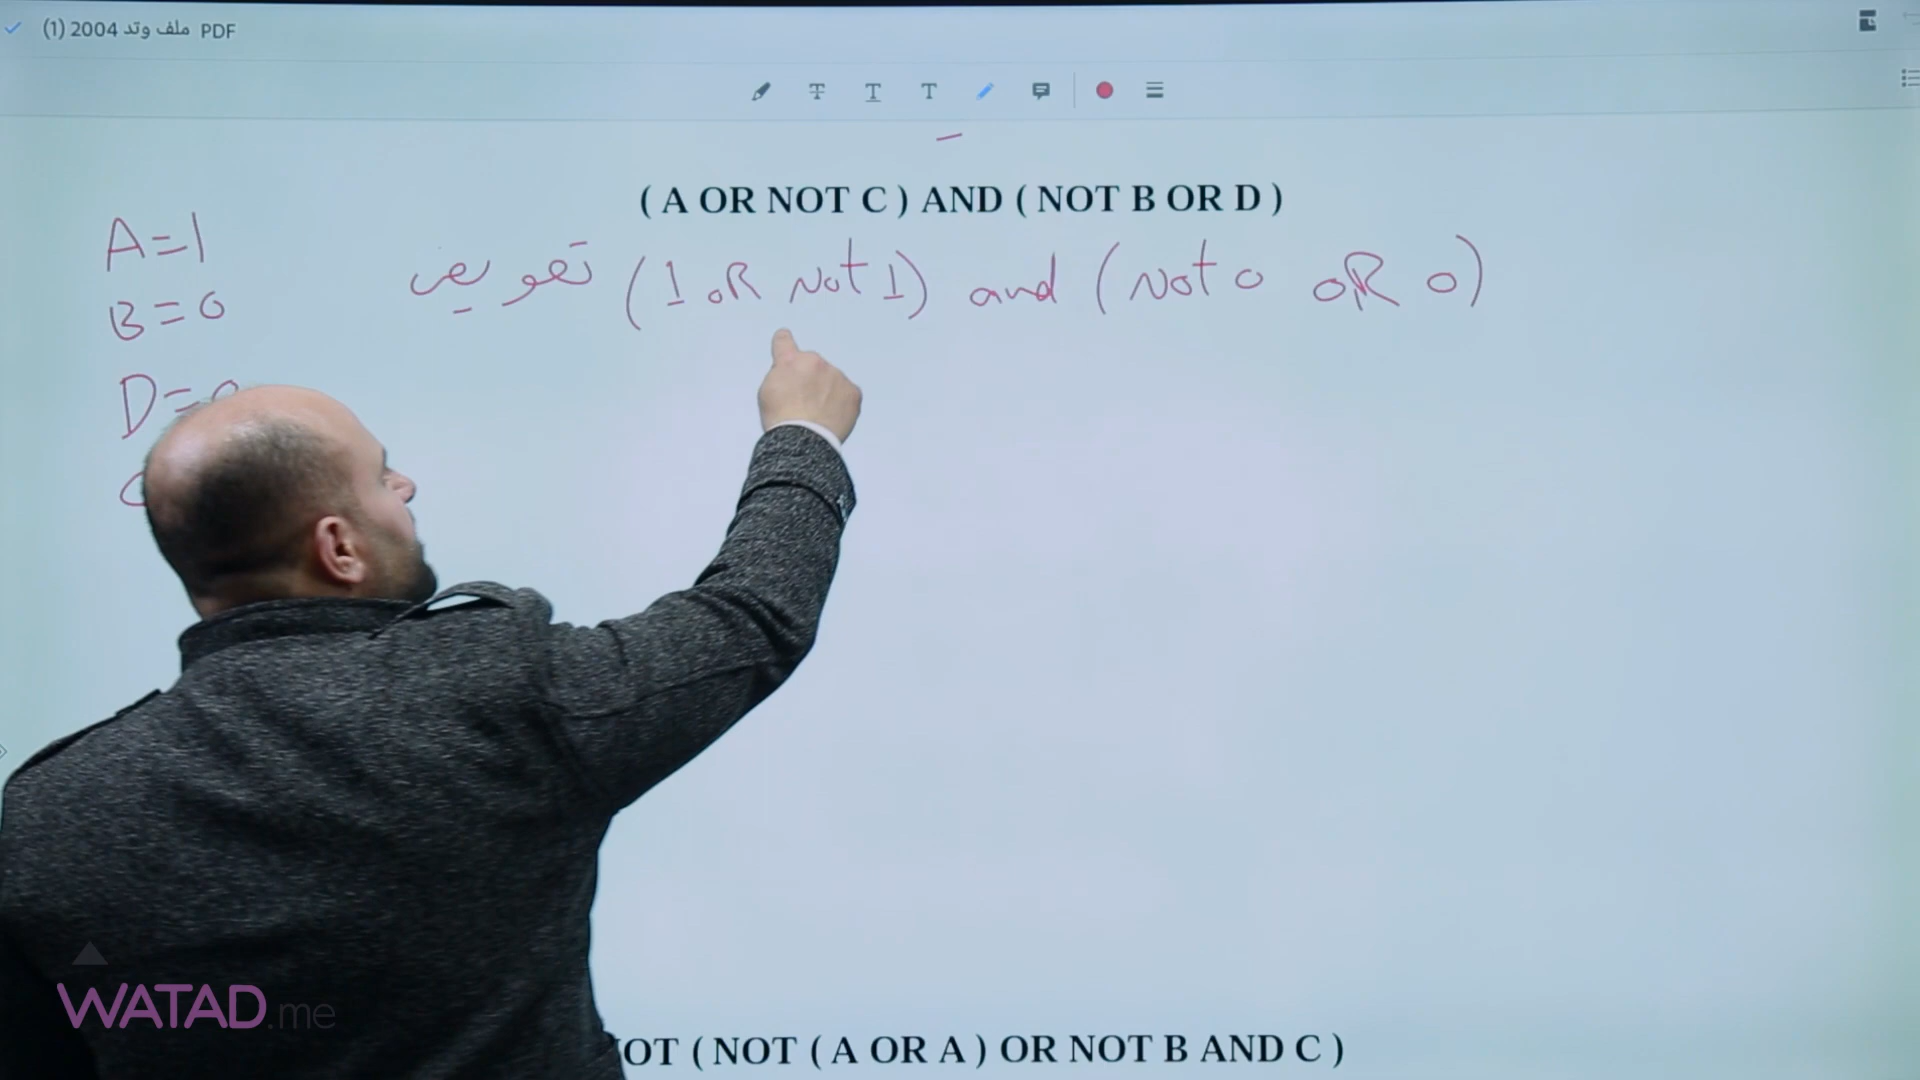 ملف وتد 2004 (1) PDF
( A OR NOT C ) AND ( NOT B OR D )
A=1
B=0
D=0
تعويض (1 OR Not 1) and (Not 0 OR 0)
OT ( NOT ( A OR A ) OR NOT B AND C )
WATAD.me